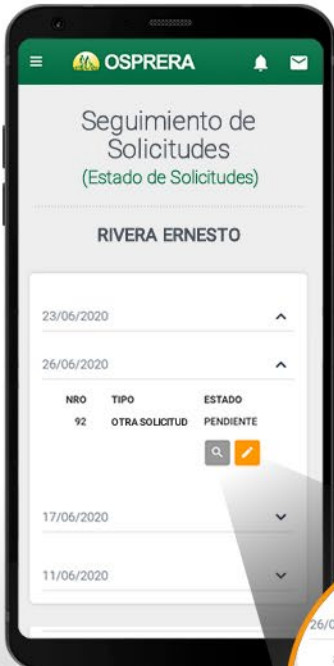 OSPRERA
Seguimiento de
Solicitudes
(Estado de Solicitudes)
RIVERA ERNESTO
23/06/2020
26/06/2020
NRO TIPO ESTADO
92 OTRA SOLICITUD PENDIENTE
17/06/2020
11/06/2020